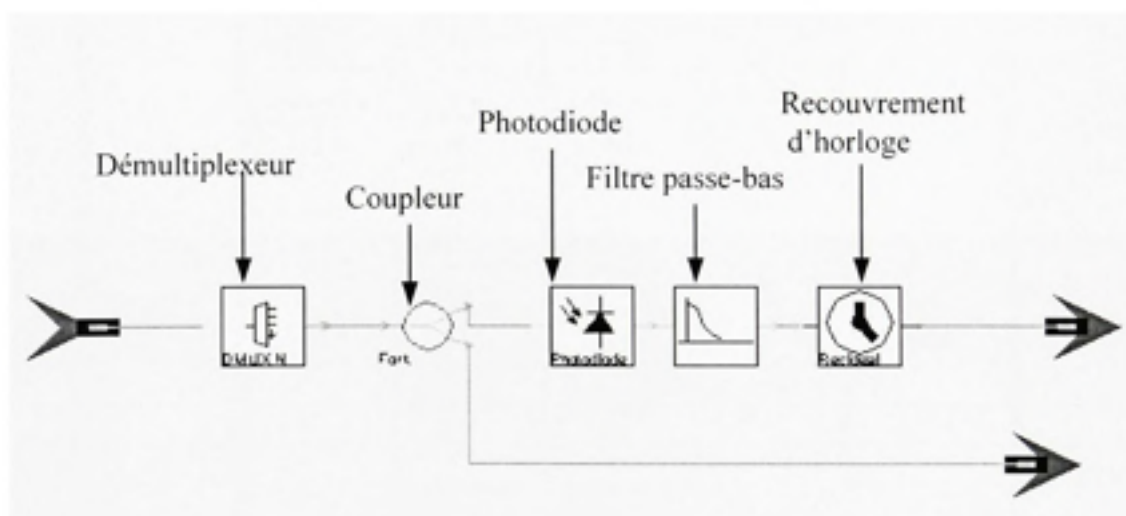 Recouvrement
d'horloge
Photodiode
Filtre passe-bas
Démultiplexeur
Coupleur
Photodiode